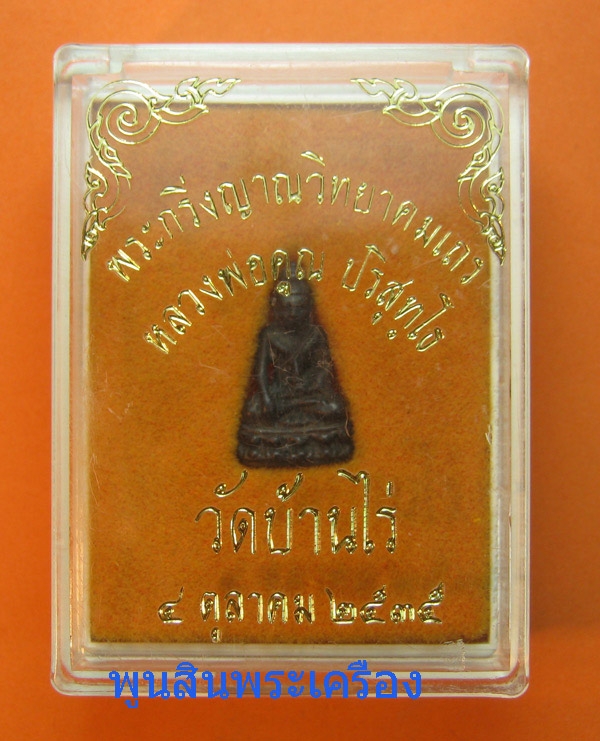 พระกริ่งญาณวิทยาคมเถร
หลวงพ่อคูณ ปริสุทฺโธ
วัดบ้านไร่
๔ ตุลาคม ๒๕๓๕
พูนสินพระเครื่อง